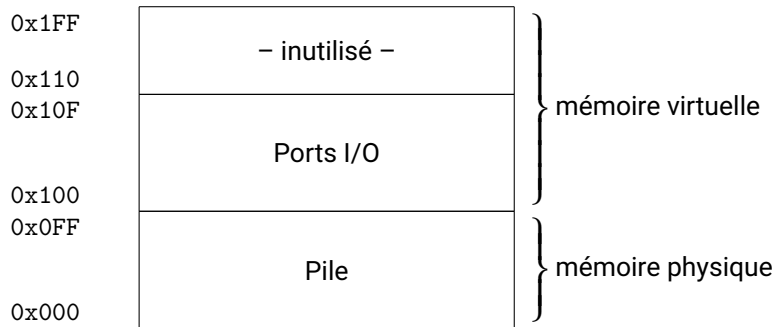 0x1FF
– inutilisé –
0x110
0x10F
mémoire virtuelle
Ports I/O
0x100
0x0FF
Pile
mémoire physique
0x000